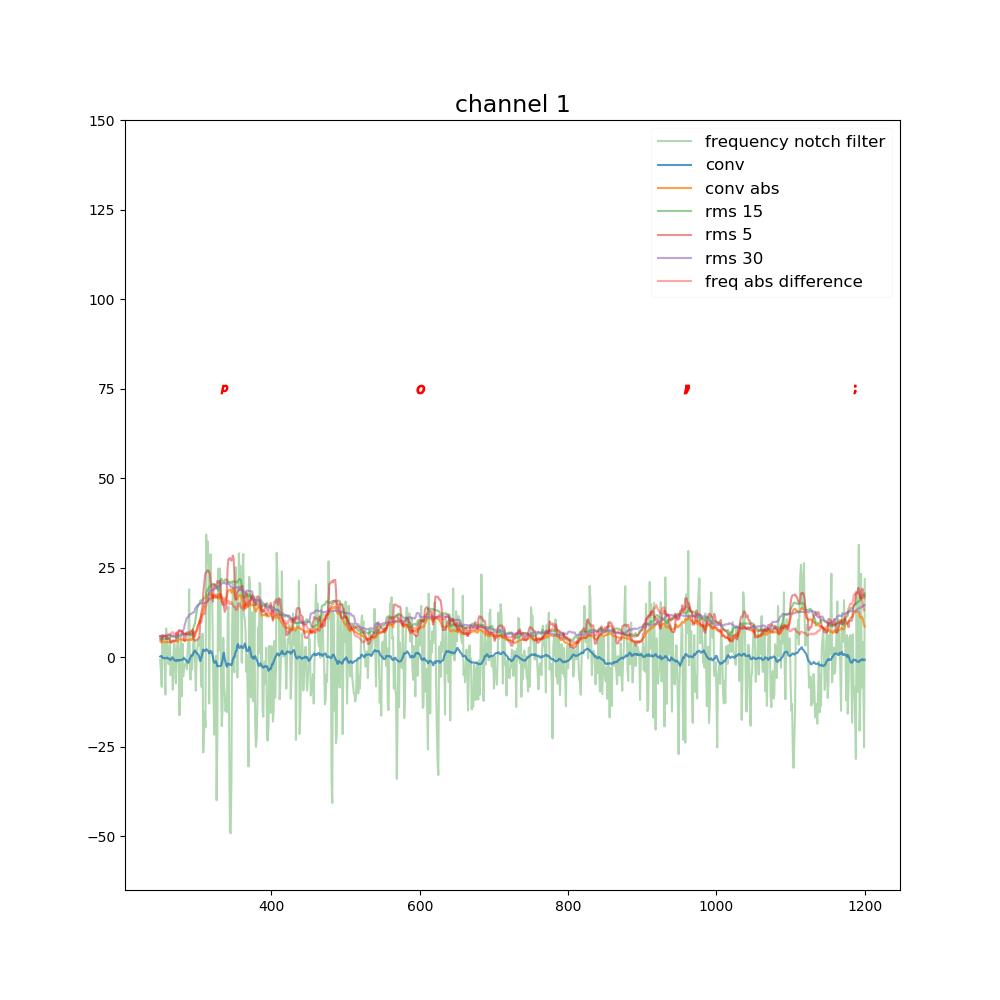 channel 1
150
125
100
75
50
25
0
−25
−50
frequency notch filter
conv
conv abs
rms 15
rms 5
rms 30
freq abs difference
p o ;
400 600 800 1000 1200